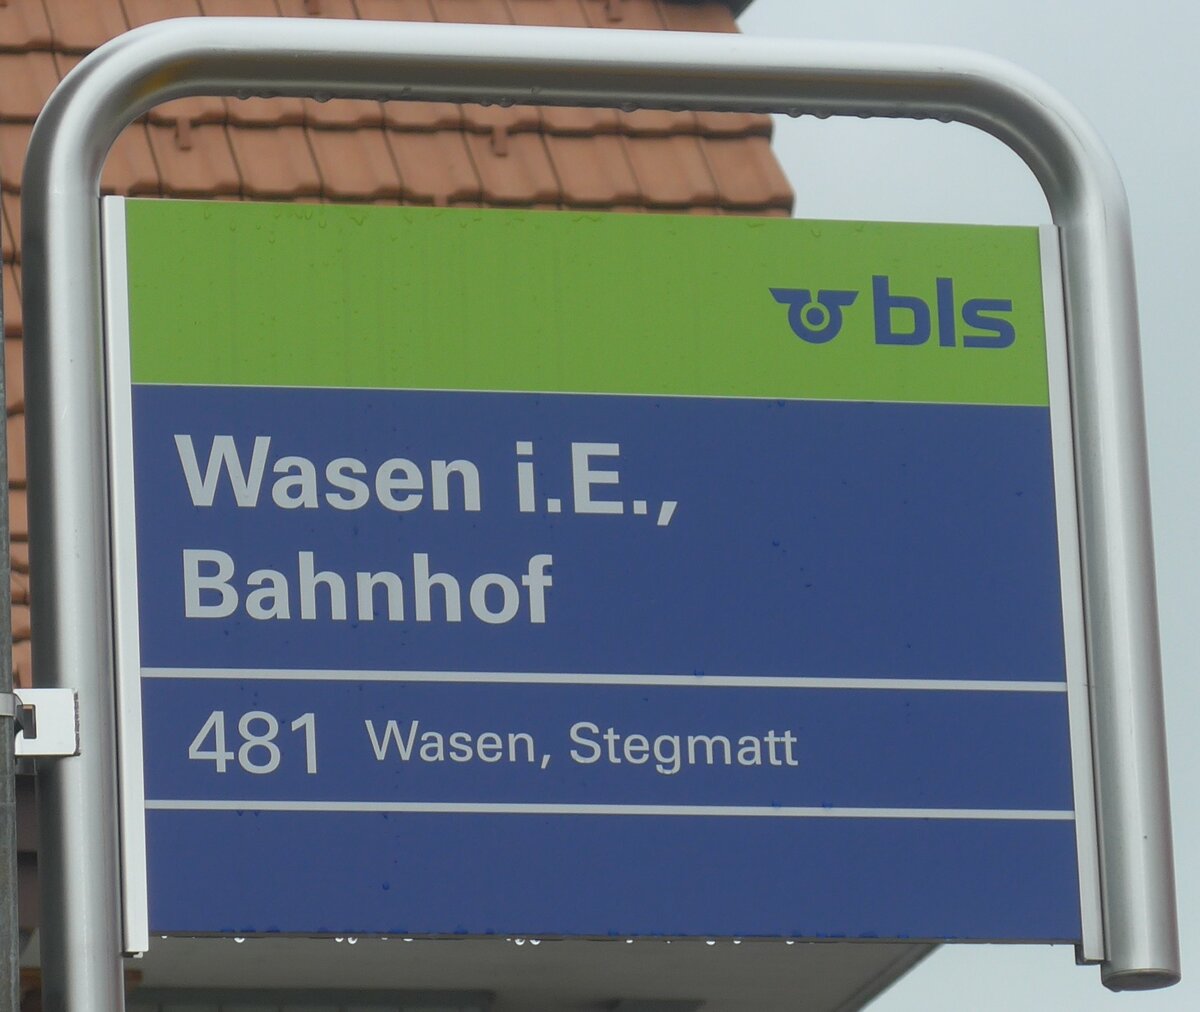 bls
Wasen i.E.,
Bahnhof
481 Wasen, Stegmatt